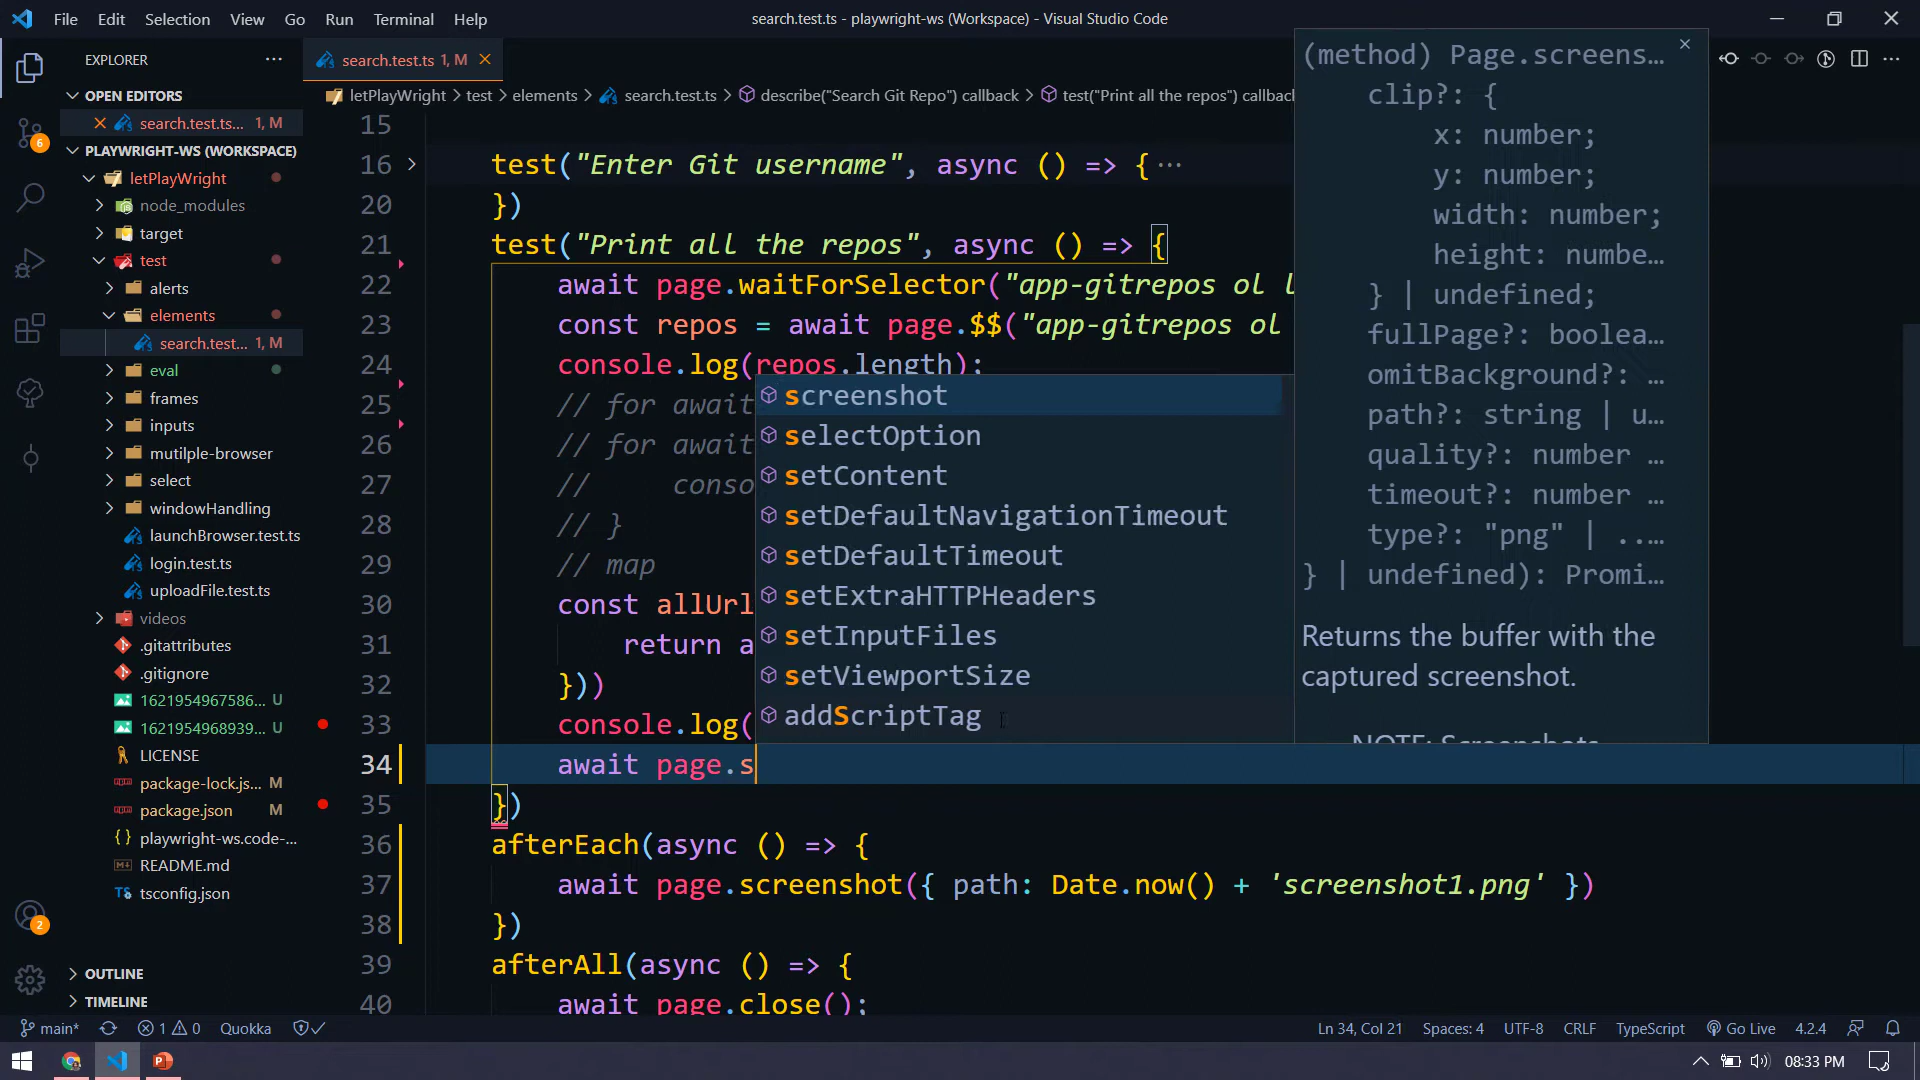 File Edit Selection View Go Run Terminal Help
search.test.ts - playwright-ws (Workspace) - Visual Studio Code
EXPLORER
OPEN EDITORS
search.test.ts... 1, M
PLAYWRIGHT-WS (WORKSPACE)
letPlayWright
node_modules
target
test
alerts
elements
search.test... 1, M
eval
frames
inputs
mutilple-browser
select
windowHandling
launchBrowser.test.ts
login.test.ts
uploadFile.test.ts
videos
.gitattributes
.gitignore
1621954967586... U
1621954968939... U
LICENSE
package-lock.js... M
package.json M
playwright-ws.code-...
README.md
tsconfig.json
OUTLINE
TIMELINE
6
2
search.test.ts 1, M
letPlayWright > test > elements > search.test.ts > describe("Search Git Repo") callback > test("Print all the repos") callback
15
16 test("Enter Git username", async () => {···
20 })
21 test("Print all the repos", async () => {
22 await page.waitForSelector("app-gitrepos ol l
23 const repos = await page.$$("app-gitrepos ol
24 console.log(repos.length);
25 // for await
26 // for await
27 // conso
28 // }
29 // map
30 const allUrl
31 return a
32 }))
33 console.log(
34 await page.s
35 })
36 afterEach(async () => {
37 await page.screenshot({ path: Date.now() + 'screenshot1.png' })
38 })
39 afterAll(async () => {
40 await page.close();
screenshot
selectOption
setContent
setDefaultNavigationTimeout
setDefaultTimeout
setExtraHTTPHeaders
setInputFiles
setViewportSize
addScriptTag
(method) Page.screens...
clip?: {
x: number;
y: number;
width: number;
height: numbe...
} | undefined;
fullPage?: boolea...
omitBackground?: ...
path?: string | u...
quality?: number ...
timeout?: number ...
type?: "png" | ...
} | undefined): Promi...
Returns the buffer with the
captured screenshot.
NOTE: Screenshots
main* 1 0 Quokka
Ln 34, Col 21 Spaces: 4 UTF-8 CRLF TypeScript Go Live 4.2.4
08:33 PM